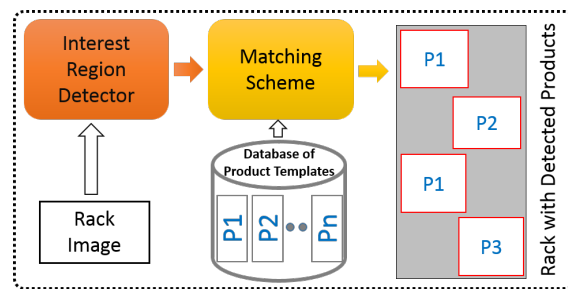 Interest
Region
Detector
Matching
Scheme
Rack
Image
Database of
Product Templates
P1
P2
Pn
P1
P2
P1
P3
Rack with Detected Products